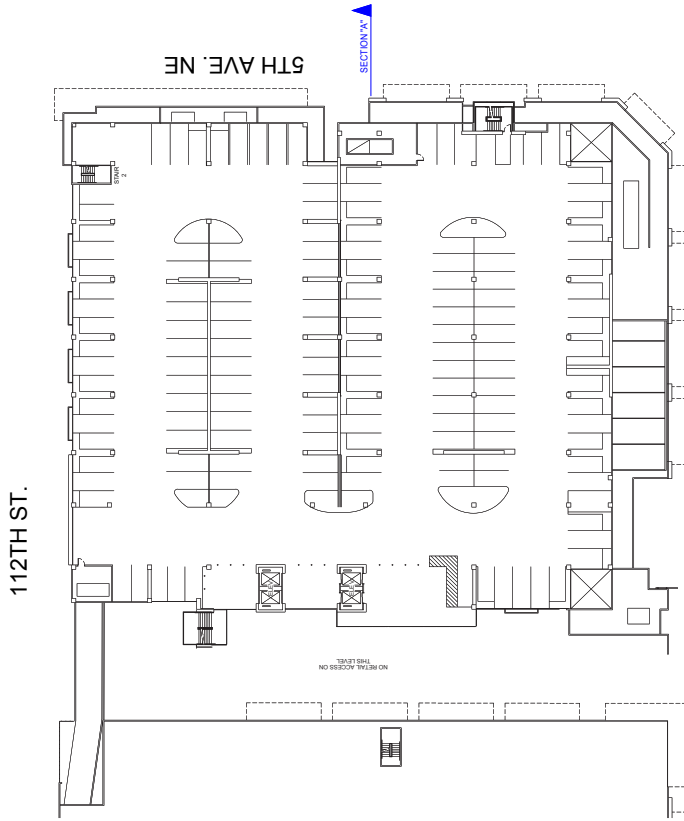 5TH AVE. NE
SECTION "A"
STAIR
2
112TH ST.
NO RETAIL ACCESS ON
THIS LEVEL